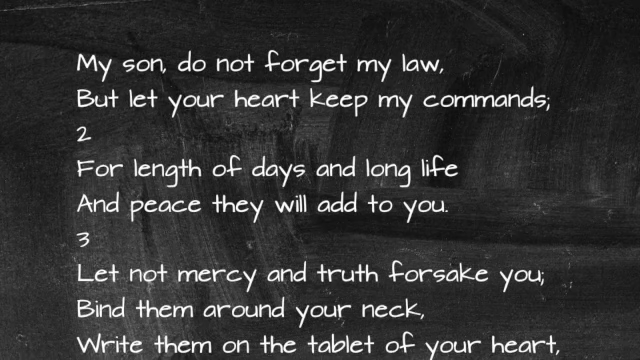 My son, do not forget my law,
But let your heart keep my commands;
2
For length of days and long life
And peace they will add to you.
3
Let not mercy and truth forsake you;
Bind them around your neck,
Write them on the tablet of your heart,